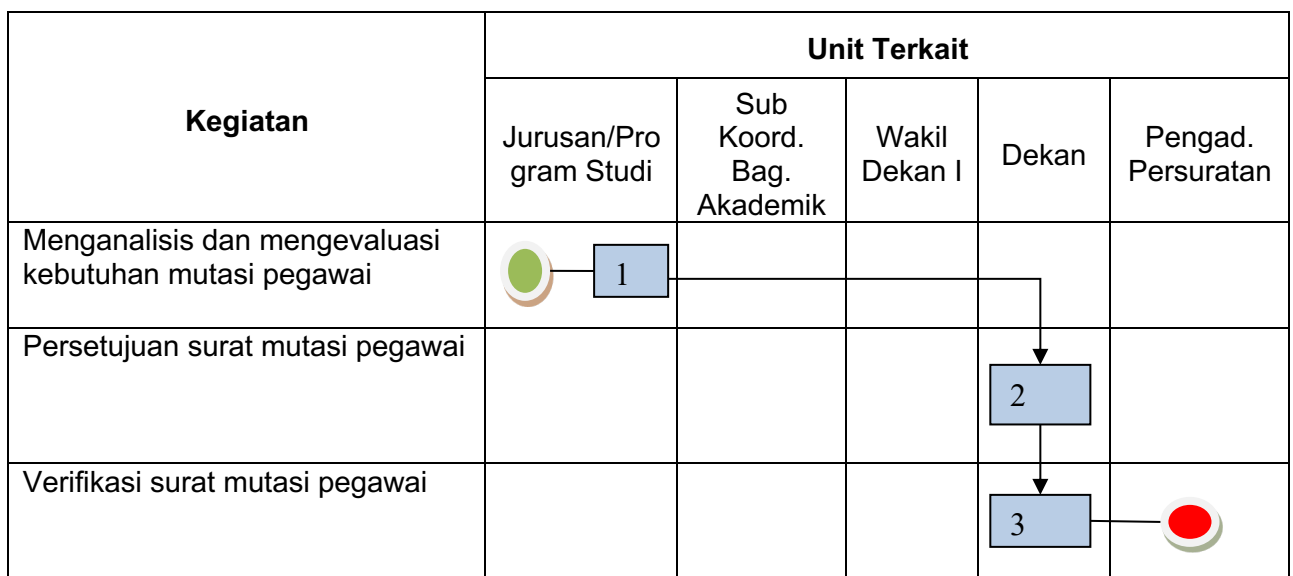 Kegiatan
Unit Terkait
Jurusan/Pro
gram Studi
Sub
Koord.
Bag.
Akademik
Wakil
Dekan I
Dekan
Pengad.
Persuratan
Menganalisis dan mengevaluasi
kebutuhan mutasi pegawai
1
Persetujuan surat mutasi pegawai
2
Verifikasi surat mutasi pegawai
3